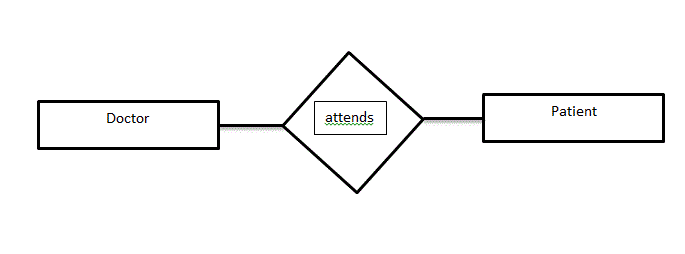 Doctor
attends
Patient